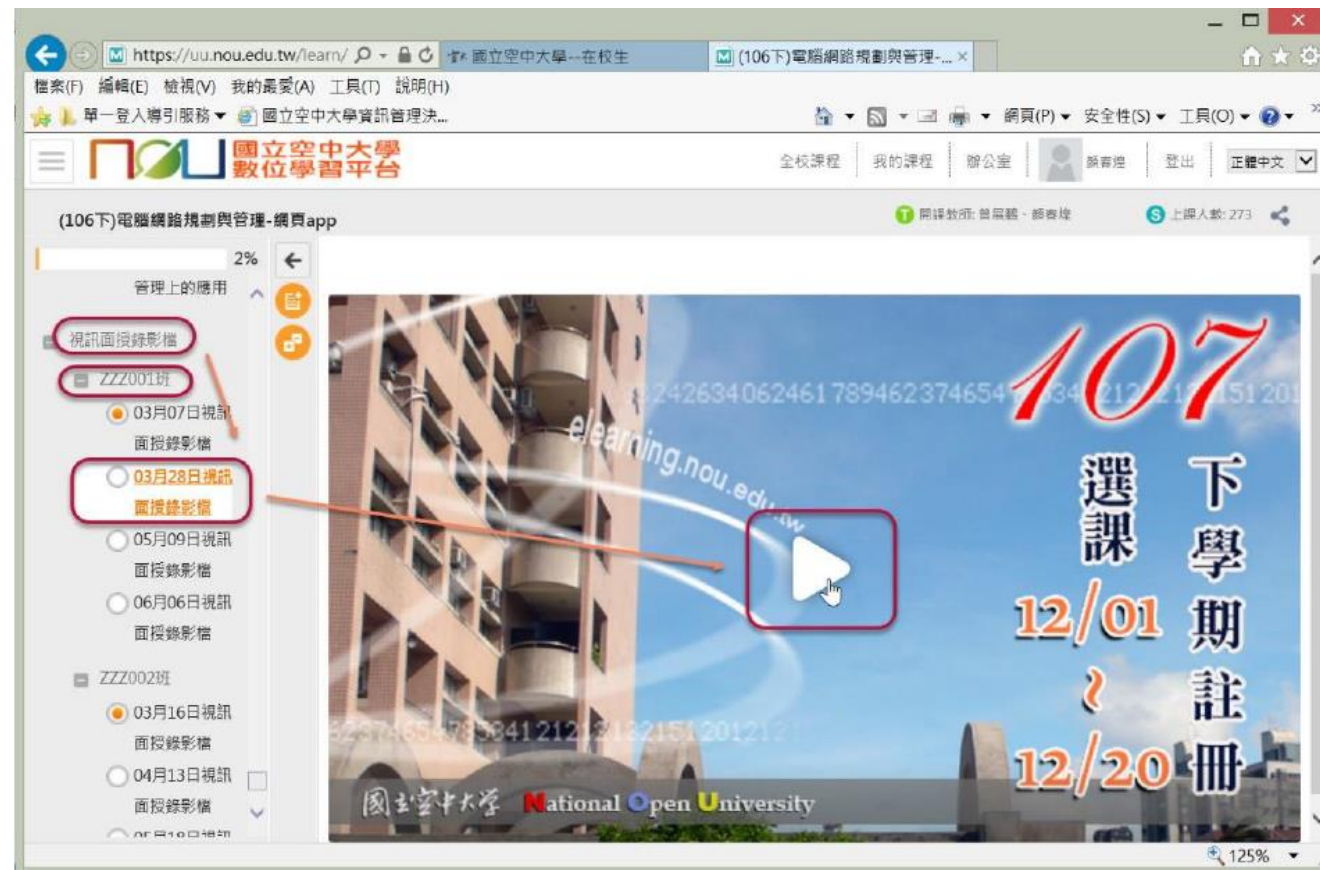 https://uu.nou.edu.tw/learn/
國立空中大學--在校生
(106下)電腦網路規劃與管理-...
檔案(F) 編輯(E) 檢視(V) 我的最愛(A) 工具(T) 說明(H)
單一登入導引服務
國立空中大學資訊管理決...
網頁(P) 安全性(S) 工具(O)
NOU 國立空中大學
數位學習平台
全校課程 我的課程 辦公室 登出 正體中文
(106下)電腦網路規劃與管理-網頁app
開課教師:
上課人數: 273
2%
管理上的應用
視訊面授錄影檔
ZZZ001班
03月07日視訊
面授錄影檔
03月28日視訊
面授錄影檔
05月09日視訊
面授錄影檔
06月06日視訊
面授錄影檔
ZZZ002班
03月16日視訊
面授錄影檔
04月13日視訊
面授錄影檔
elearning.nou.edu.tw
107
下學期註冊
選課
12/01
~
12/20
國立空中大學 National Open University
125%